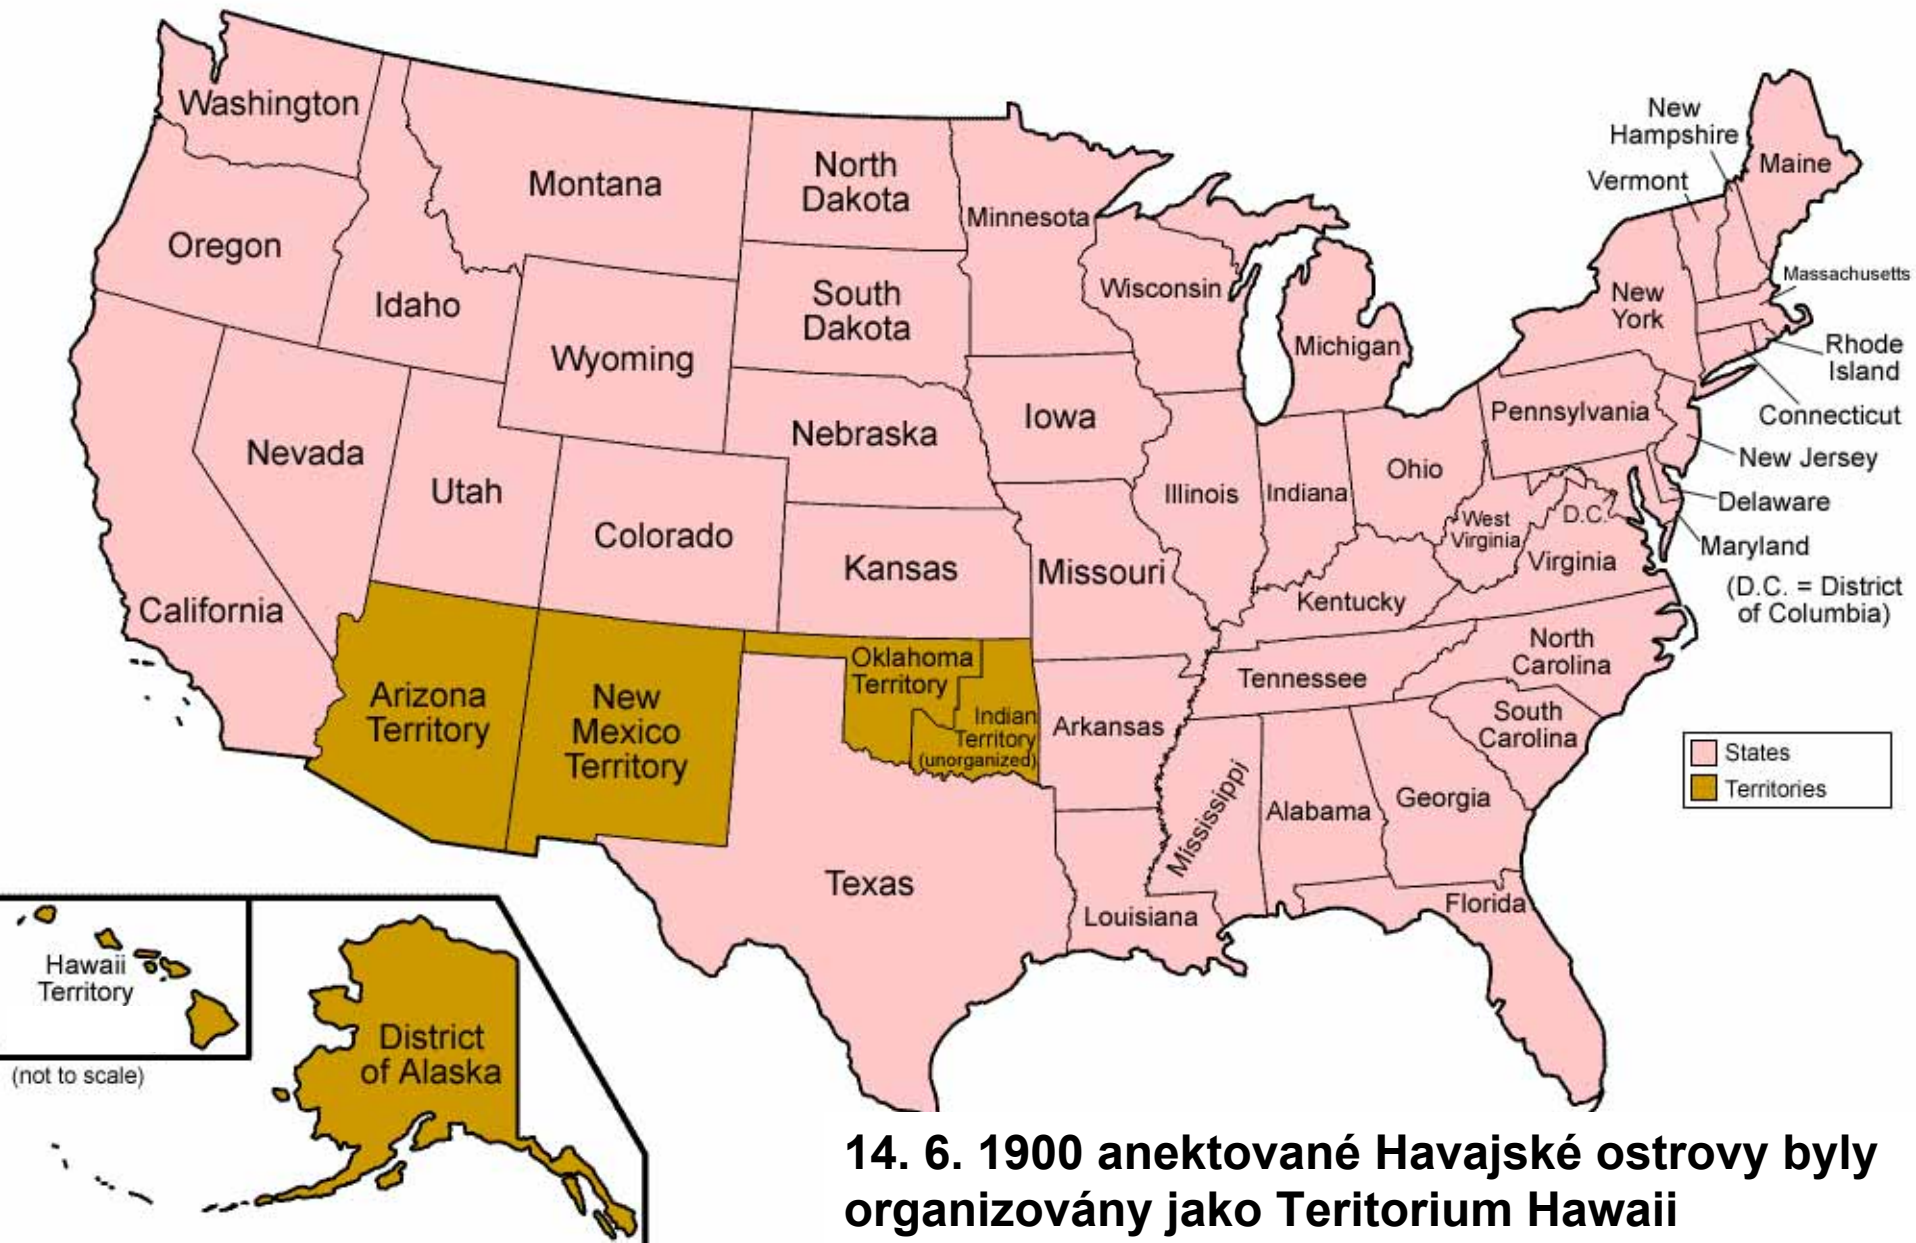 Washington
Montana
North
Dakota
Minnesota
New
Hampshire
Maine
Vermont
Oregon
Idaho
South
Dakota
Wisconsin
Massachusetts
New
York
Wyoming
Michigan
Rhode
Island
Connecticut
Nevada
Nebraska
Iowa
Pennsylvania
New Jersey
Utah
Colorado
Illinois
Indiana
Ohio
Delaware
West
Virginia
D.C.
Maryland
Kansas
Missouri
Virginia
California
Kentucky
(D.C. = District
of Columbia)
Arizona
Territory
New
Mexico
Territory
Oklahoma
Territory
Indian
Territory
(unorganized)
Arkansas
Tennessee
North
Carolina
South
Carolina
States
Territories
Mississippi
Alabama
Georgia
Texas
Louisiana
Florida
Hawaii
Territory
(not to scale)
District
of Alaska
14. 6. 1900 anektované Havajské ostrovy byly
organizovány jako Teritorium Hawaii